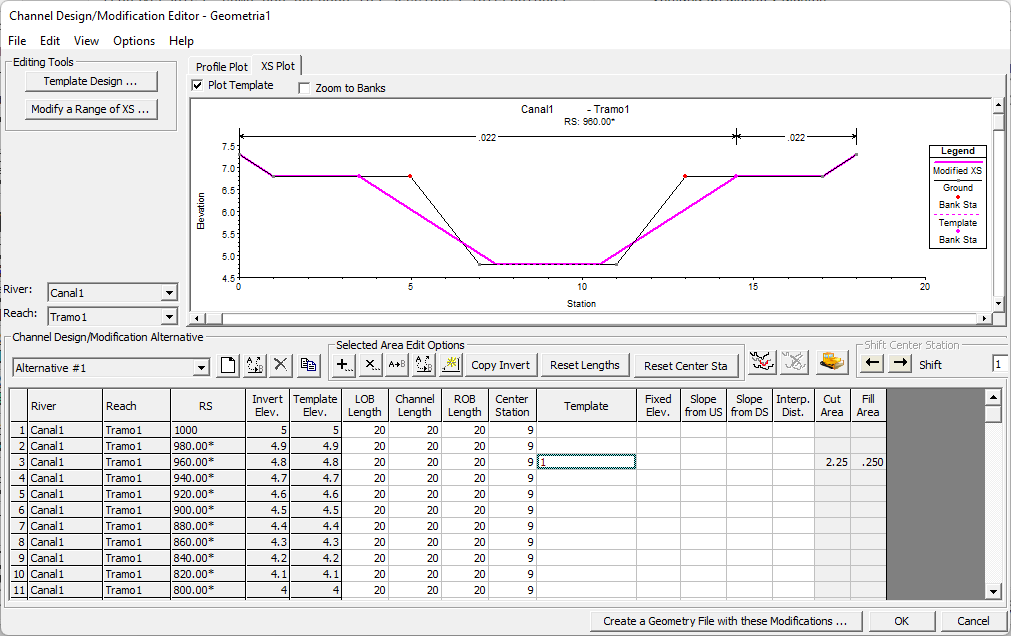 Channel Design/Modification Editor - Geometria1
File Edit View Options Help
Editing Tools
Template Design ...
Modify a Range of XS ...
Profile Plot XS Plot
Plot Template Zoom to Banks
Canal1 - Tramo1
RS: 960.00*
.022 .022
7.5
7.0
6.5
6.0
5.5
5.0
4.5
Elevation
0 5 10 15 20
Station
Legend
Modified XS
Ground
Bank Sta
Template
Bank Sta
River: Canal1
Reach: Tramo1
Channel Design/Modification Alternative
Alternative #1
Selected Area Edit Options
Copy Invert Reset Lengths Reset Center Sta
Shift Center Station
Shift 1
River Reach RS Invert Elev. Template Elev. LOB Length Channel Length ROB Length Center Station Template Fixed Elev. Slope from US Slope from DS Interp. Dist. Cut Area Fill Area
1 Canal1 Tramo1 1000 5 5 20 20 20 9
2 Canal1 Tramo1 980.00* 4.9 4.9 20 20 20 9
3 Canal1 Tramo1 960.00* 4.8 4.8 20 20 20 9 1 2.25 .250
4 Canal1 Tramo1 940.00* 4.7 4.7 20 20 20 9
5 Canal1 Tramo1 920.00* 4.6 4.6 20 20 20 9
6 Canal1 Tramo1 900.00* 4.5 4.5 20 20 20 9
7 Canal1 Tramo1 880.00* 4.4 4.4 20 20 20 9
8 Canal1 Tramo1 860.00* 4.3 4.3 20 20 20 9
9 Canal1 Tramo1 840.00* 4.2 4.2 20 20 20 9
10 Canal1 Tramo1 820.00* 4.1 4.1 20 20 20 9
11 Canal1 Tramo1 800.00* 4 4 20 20 20 9
Create a Geometry File with these Modifications ... OK Cancel